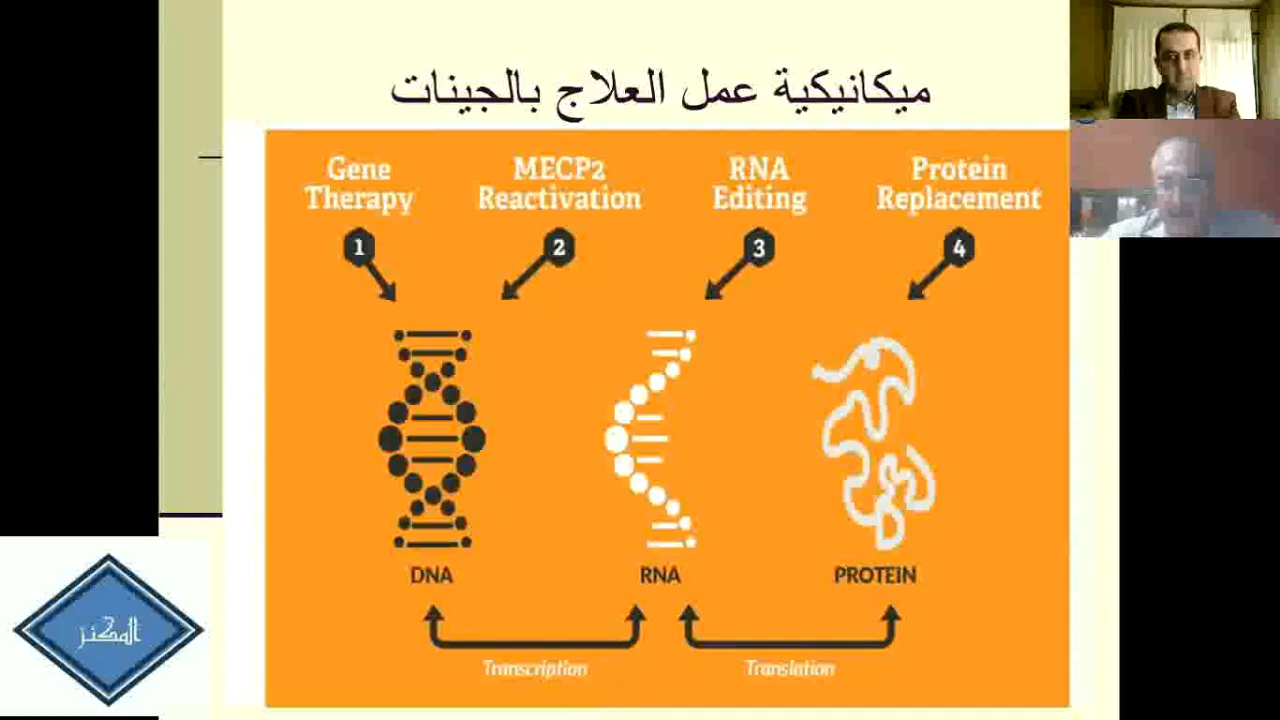 ميكانيكية عمل العلاج بالجينات
Gene
Therapy
MECP2
Reactivation
RNA
Editing
Protein
Replacement
1
2
3
4
DNA
RNA
PROTEIN
Transcription
Translation
المكنز